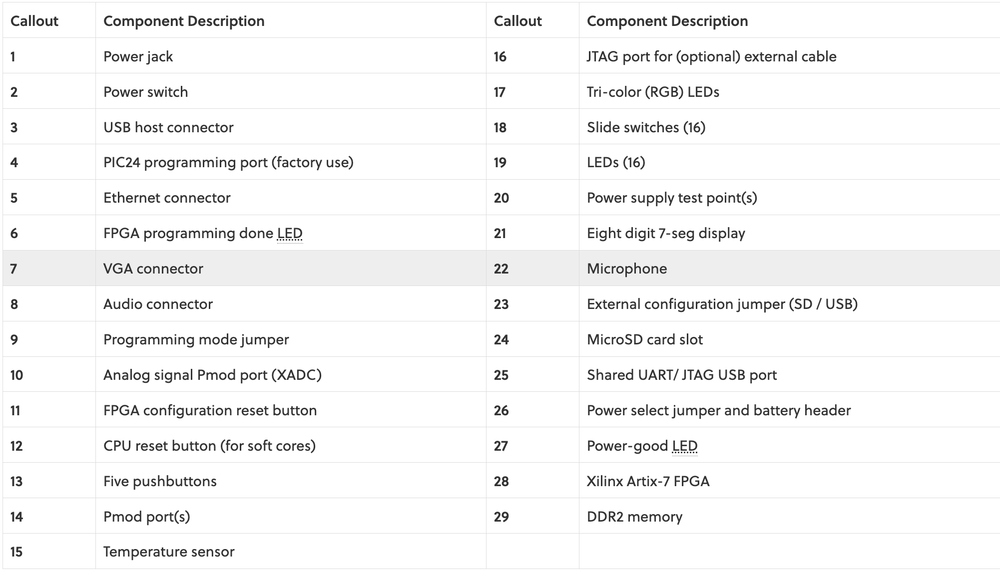 Callout Component Description Callout Component Description
1 Power jack 16 JTAG port for (optional) external cable
2 Power switch 17 Tri-color (RGB) LEDs
3 USB host connector 18 Slide switches (16)
4 PIC24 programming port (factory use) 19 LEDs (16)
5 Ethernet connector 20 Power supply test point(s)
6 FPGA programming done LED 21 Eight digit 7-seg display
7 VGA connector 22 Microphone
8 Audio connector 23 External configuration jumper (SD / USB)
9 Programming mode jumper 24 MicroSD card slot
10 Analog signal Pmod port (XADC) 25 Shared UART/ JTAG USB port
11 FPGA configuration reset button 26 Power select jumper and battery header
12 CPU reset button (for soft cores) 27 Power-good LED
13 Five pushbuttons 28 Xilinx Artix-7 FPGA
14 Pmod port(s) 29 DDR2 memory
15 Temperature sensor